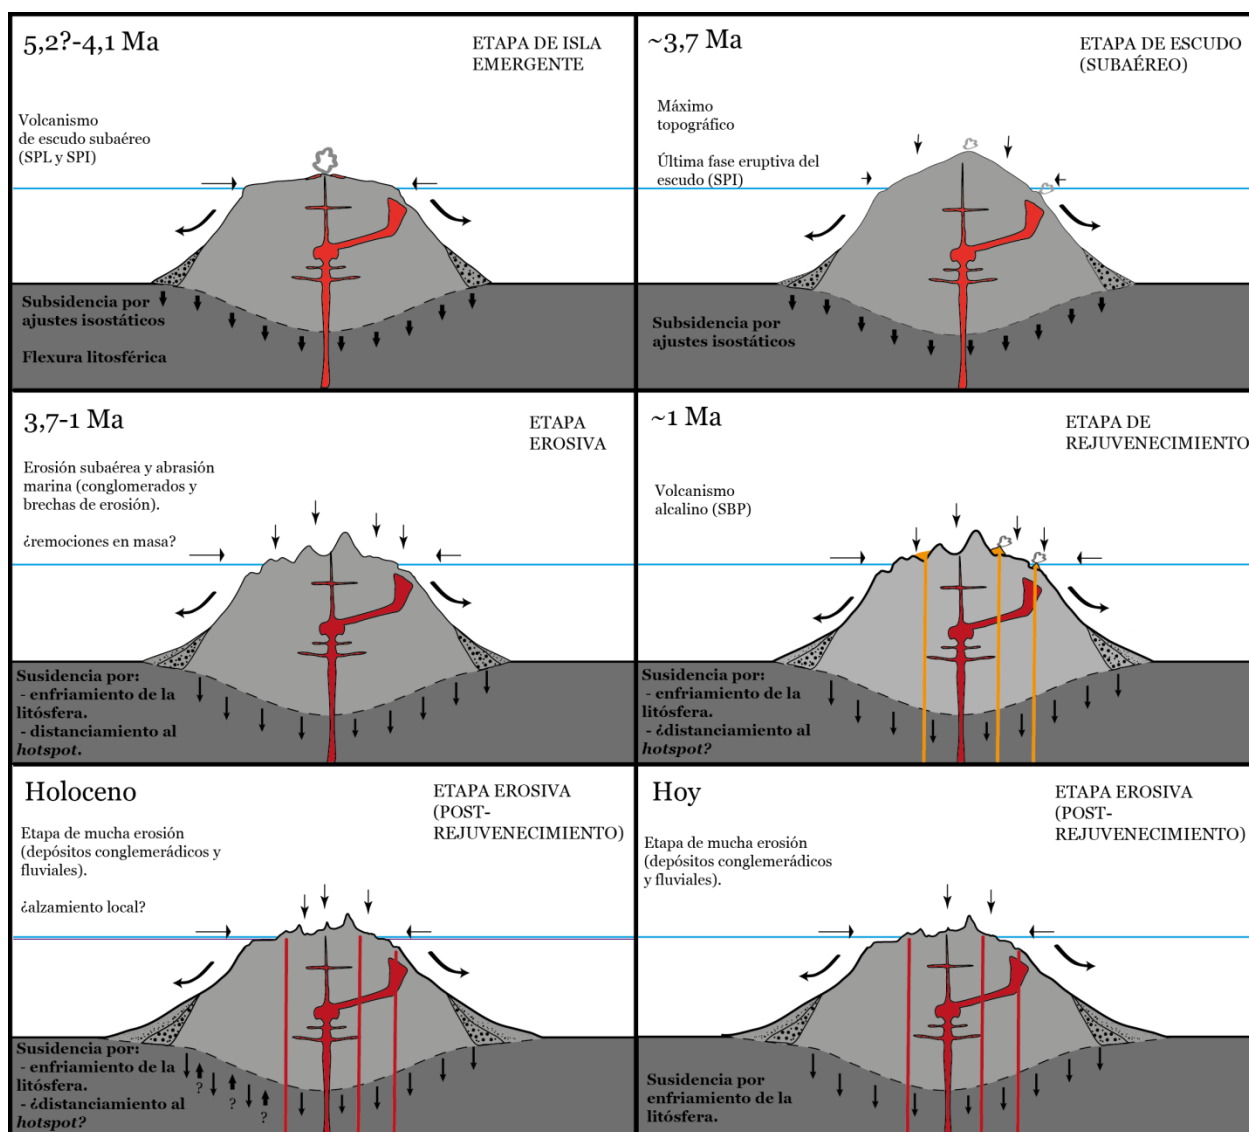 5,2?-4,1 Ma
ETAPA DE ISLA
EMERGENTE
Volcanismo
de escudo subaéreo
(SPL y SPI)
Subsidencia por
ajustes isostáticos
Flexura litosférica
~3,7 Ma
ETAPA DE ESCUDO
(SUBAÉREO)
Máximo
topográfico
Última fase eruptiva del
escudo (SPI)
Subsidencia por
ajustes isostáticos
3,7-1 Ma
ETAPA
EROSIVA
Erosión subaérea y abrasión
marina (conglomerados y
brechas de erosión).
¿remociones en masa?
Susidencia por:
- enfriamiento de la
litósfera.
- distanciamiento al
hotspot.
~1 Ma
ETAPA DE
REJUVENECIMIENTO
Volcanismo
alcalino (SBP)
Susidencia por:
- enfriamiento de la
litósfera.
- ¿distanciamiento al
hotspot?
Holoceno
ETAPA EROSIVA
(POST-
REJUVENECIMIENTO)
Etapa de mucha erosión
(depósitos conglemerádicos y
fluviales).
¿alzamiento local?
Susidencia por:
- enfriamiento de la
litósfera.
- ¿distanciamiento al
hotspot?
?
?
?
Hoy
ETAPA EROSIVA
(POST-
REJUVENECIMIENTO)
Etapa de mucha erosión
(depósitos conglemerádicos
y fluviales).
Susidencia por
enfriamiento de la
litósfera.